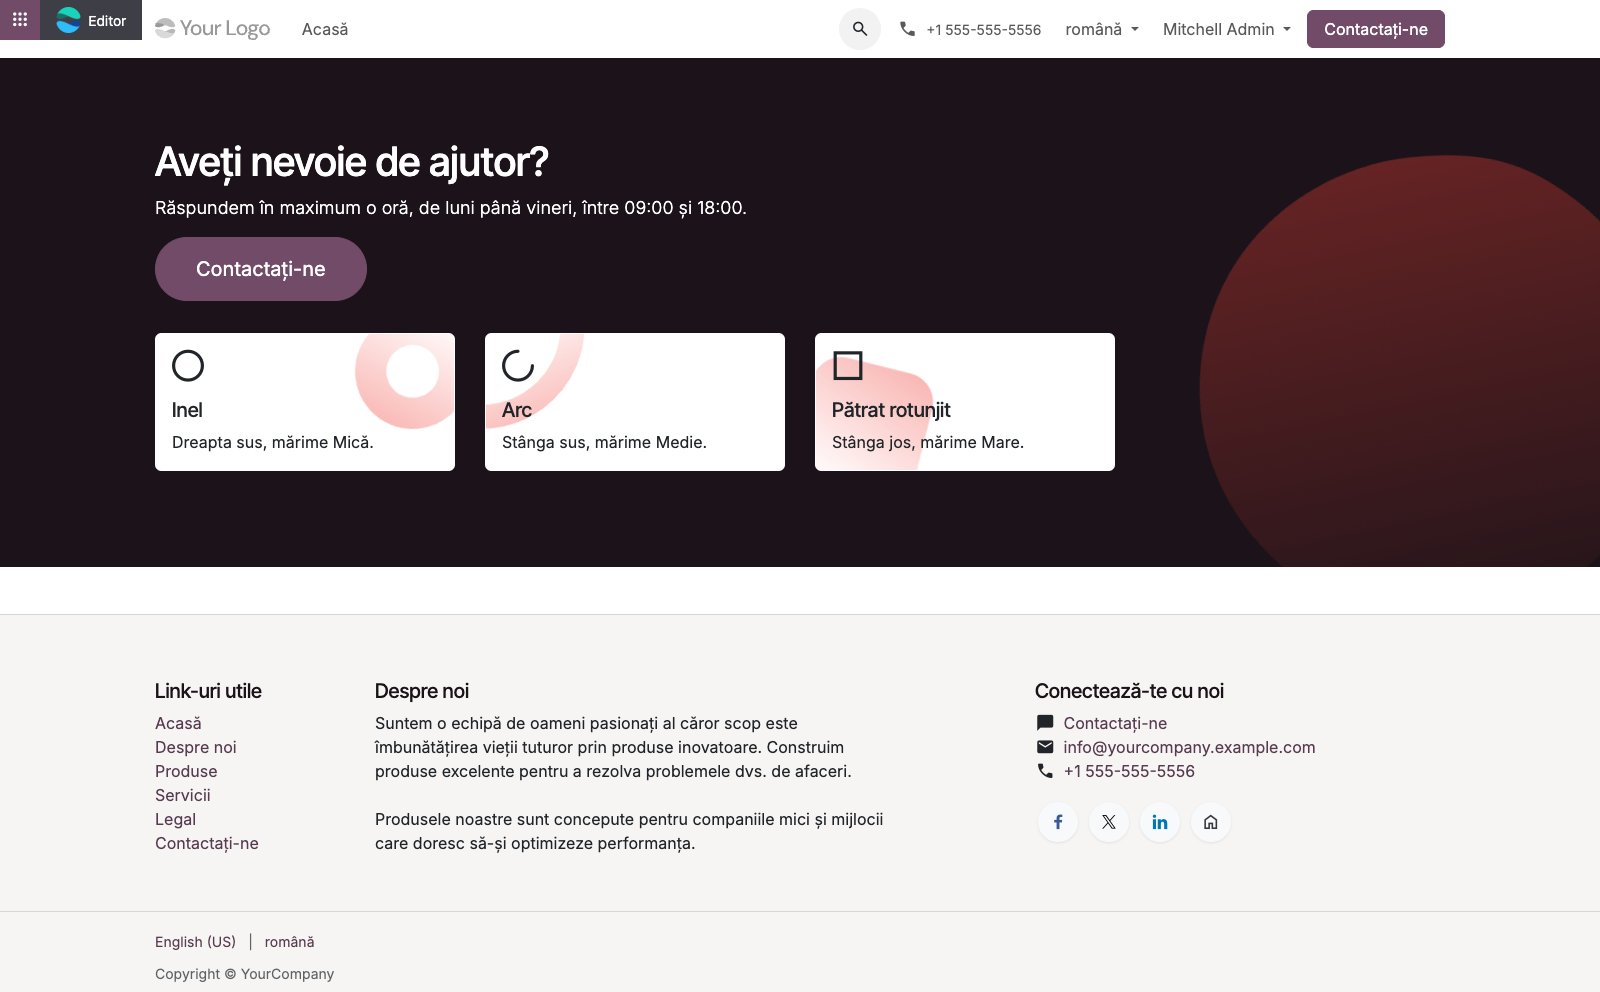 Editor
Your Logo
Acasă
+1 555-555-5556
română
Mitchell Admin
Contactați-ne
Aveți nevoie de ajutor?
Răspundem în maximum o oră, de luni până vineri, între 09:00 și 18:00.
Contactați-ne
Inel
Dreapta sus, mărime Mică.
Arc
Stânga sus, mărime Medie.
Pătrat rotunjit
Stânga jos, mărime Mare.
Link-uri utile
Acasă
Despre noi
Produse
Servicii
Legal
Contactați-ne
Despre noi
Suntem o echipă de oameni pasionați al căror scop este
îmbunătățirea vieții tuturor prin produse inovatoare. Construim
produse excelente pentru a rezolva problemele dvs. de afaceri.
Produsele noastre sunt concepute pentru companiile mici și mijlocii
care doresc să-și optimizeze performanța.
Conectează-te cu noi
Contactați-ne
info@yourcompany.example.com
+1 555-555-5556
English (US) | română
Copyright © YourCompany